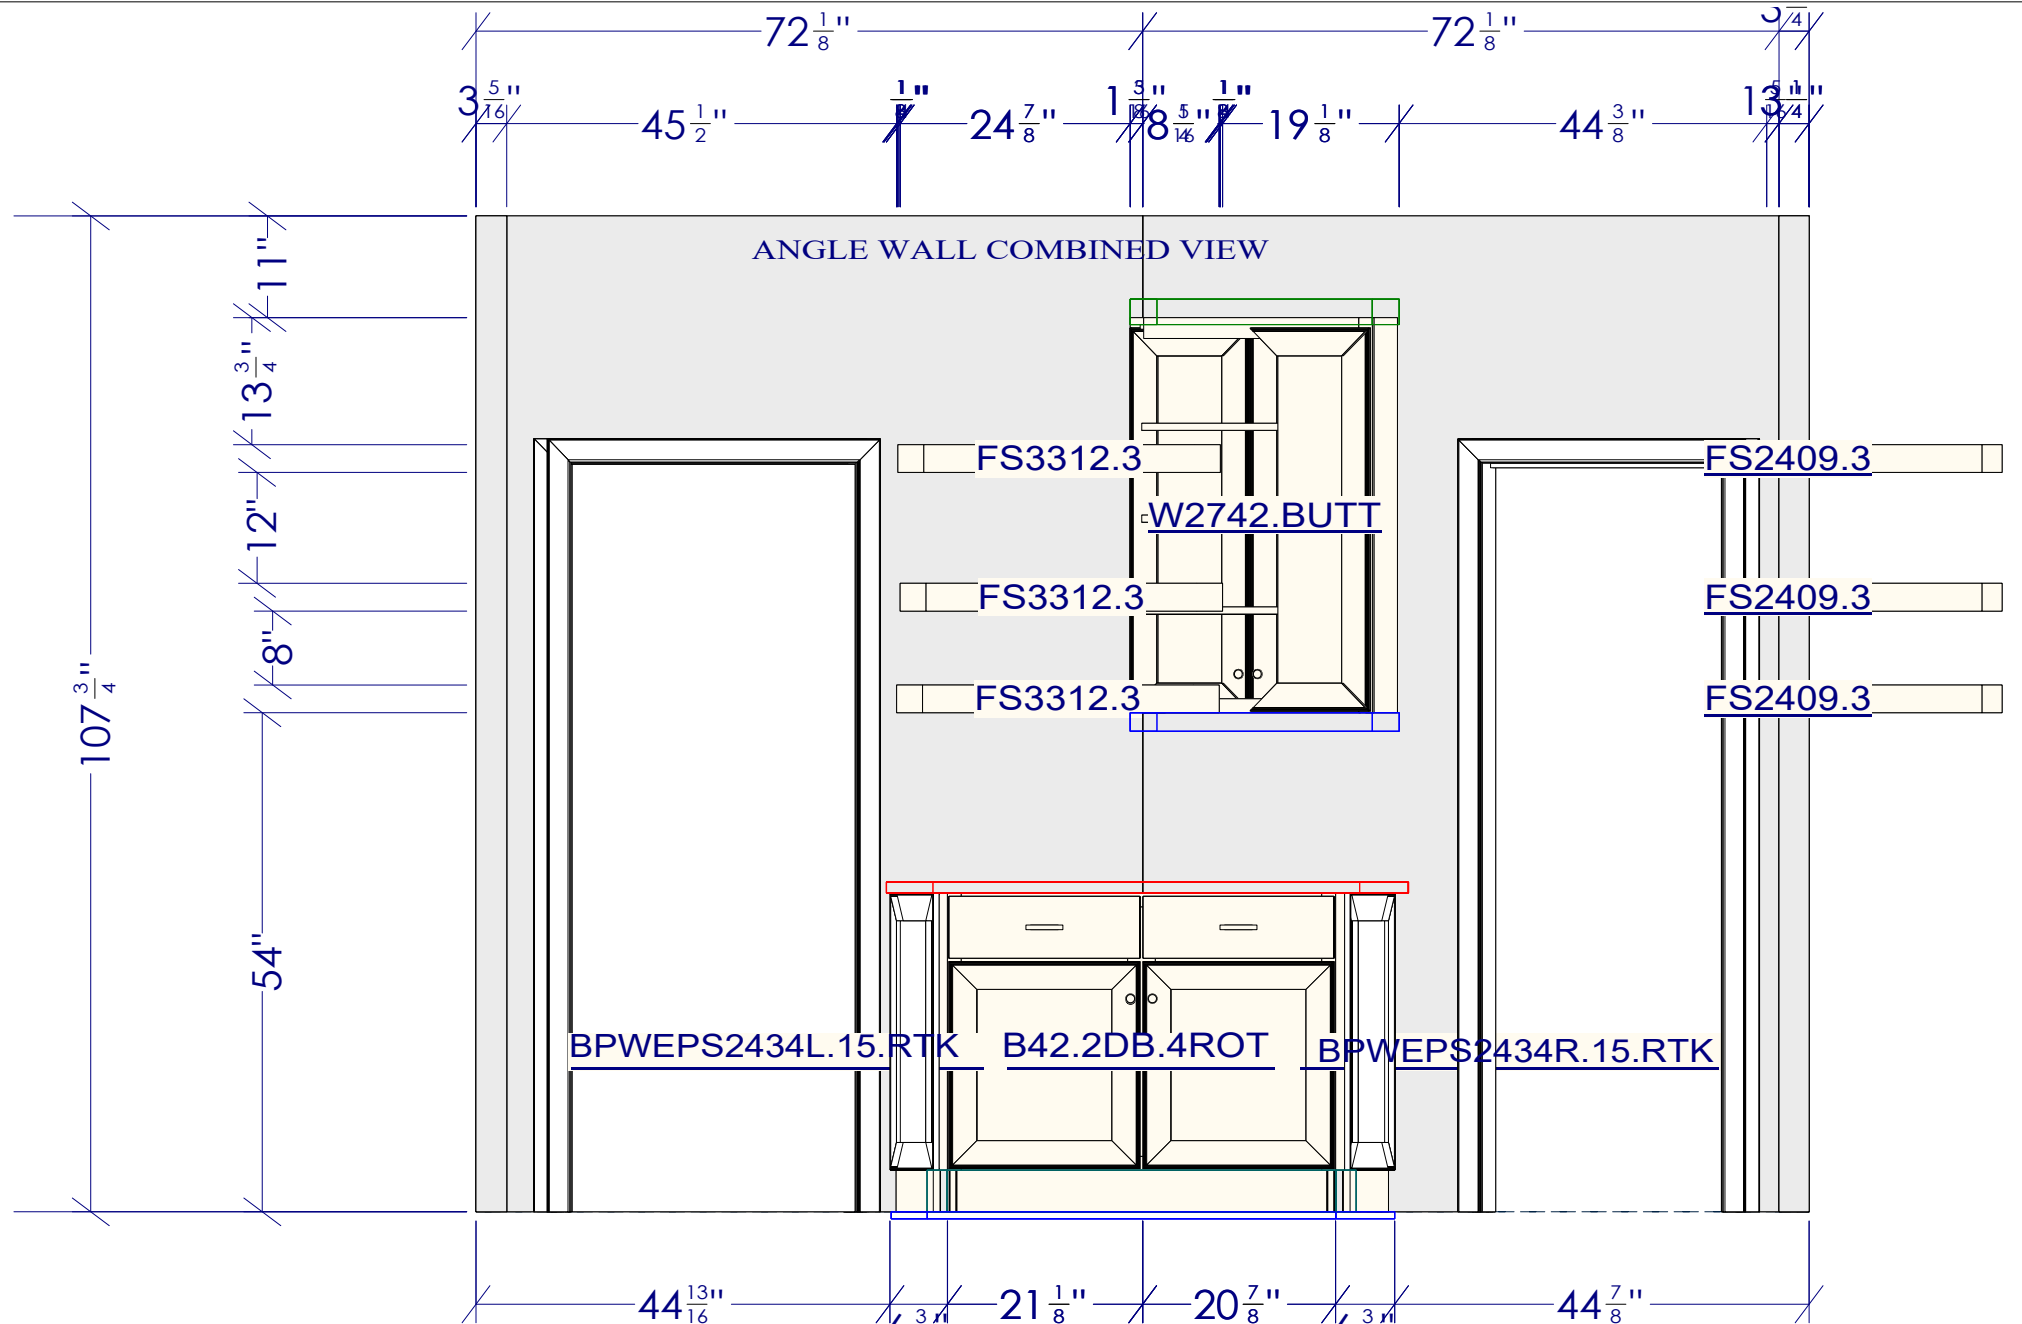 72 1/8" 72 1/8"
3 5/16" 45 1/2" 24 7/8" 19 1/8" 44 3/8"
ANGLE WALL COMBINED VIEW
11"
13 3/4"
12"
8"
107 3/4"
54"
FS3312.3 FS2409.3
W2742.BUTT
FS3312.3 FS2409.3
FS3312.3 FS2409.3
BPWEPS2434L.15.RTK B42.2DB.4ROT BPWEPS2434R.15.RTK
44 13/16" 21 1/8" 20 7/8" 44 7/8"